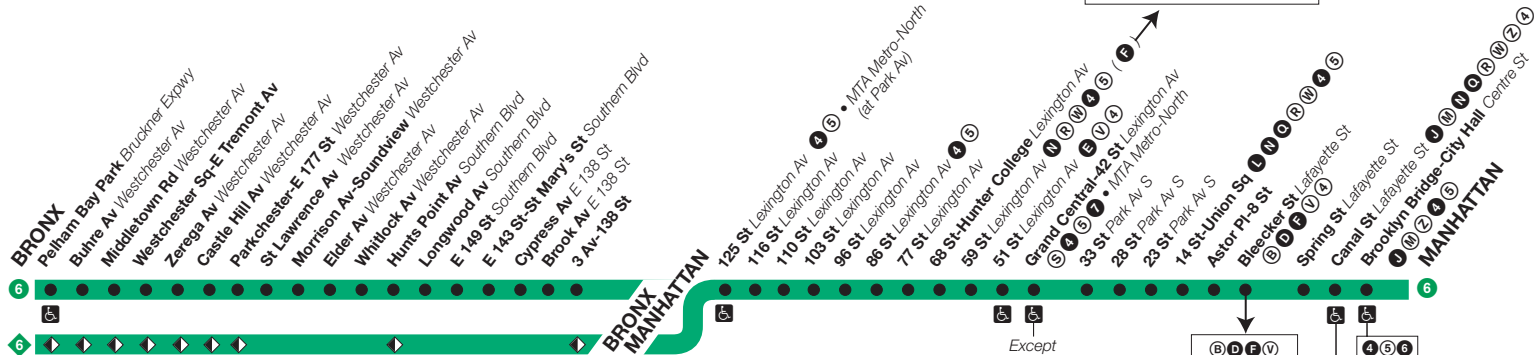 BRONX
Pelham Bay Park Bruckner Expwy
Buhre Av Westchester Av
Middletown Rd Westchester Av
Westchester Sq-E Tremont Av
Zerega Av Westchester Av
Castle Hill Av Westchester Av
Parkchester-E 177 St Westchester Av
St Lawrence Av Westchester Av
Morrison Av-Soundview Westchester Av
Elder Av Westchester Av
Whitlock Av Westchester Av
Hunts Point Av Southern Blvd
Longwood Av Southern Blvd
E 149 St Southern Blvd
E 143 St-St Mary's St Southern Blvd
Cypress Av E 138 St
Brook Av E 138 St
3 Av-138 St
BRONX
MANHATTAN
125 St Lexington Av 4 5 • MTA Metro-North
(at Park Av)
116 St Lexington Av
110 St Lexington Av
103 St Lexington Av
96 St Lexington Av
86 St Lexington Av 4 5
77 St Lexington Av
68 St-Hunter College Lexington Av
59 St Lexington Av N R W 4 5 ( F )
51 St Lexington Av E V 4
Grand Central-42 St Lexington Av
S 4 5 7 • MTA Metro-North
33 St Park Av S
28 St Park Av S
23 St Park Av S
14 St-Union Sq L N Q R W 4 5
Astor Pl-8 St
Bleecker St Lafayette St
B D F V 4
Spring St Lafayette St
Canal St Lafayette St J M N Q R W Z 4
Brooklyn Bridge-City Hall Centre St
J M Z 4 5
MANHATTAN
6
6
6
Except
B D F V
4 5 6